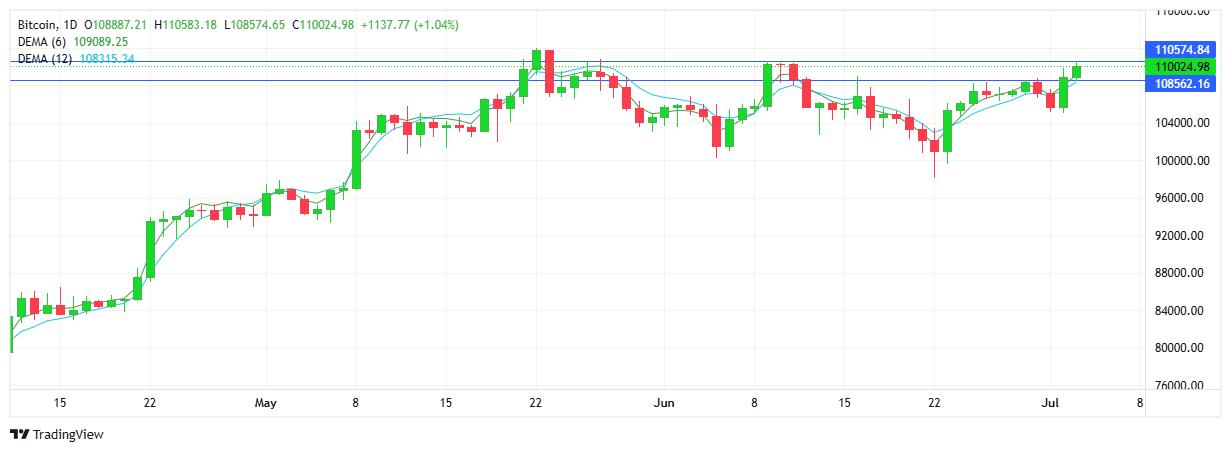 Bitcoin, 1D O108887.21 H110583.18 L108574.65 C110024.98 +1137.77 (+1.04%)
DEMA (6) 109089.25
DEMA (12) 108315.34
116000.00
110574.84
110024.98
108562.16
104000.00
100000.00
96000.00
92000.00
88000.00
84000.00
80000.00
76000.00
15 22 May 8 15 22 Jun 8 15 22 Jul 8
TradingView